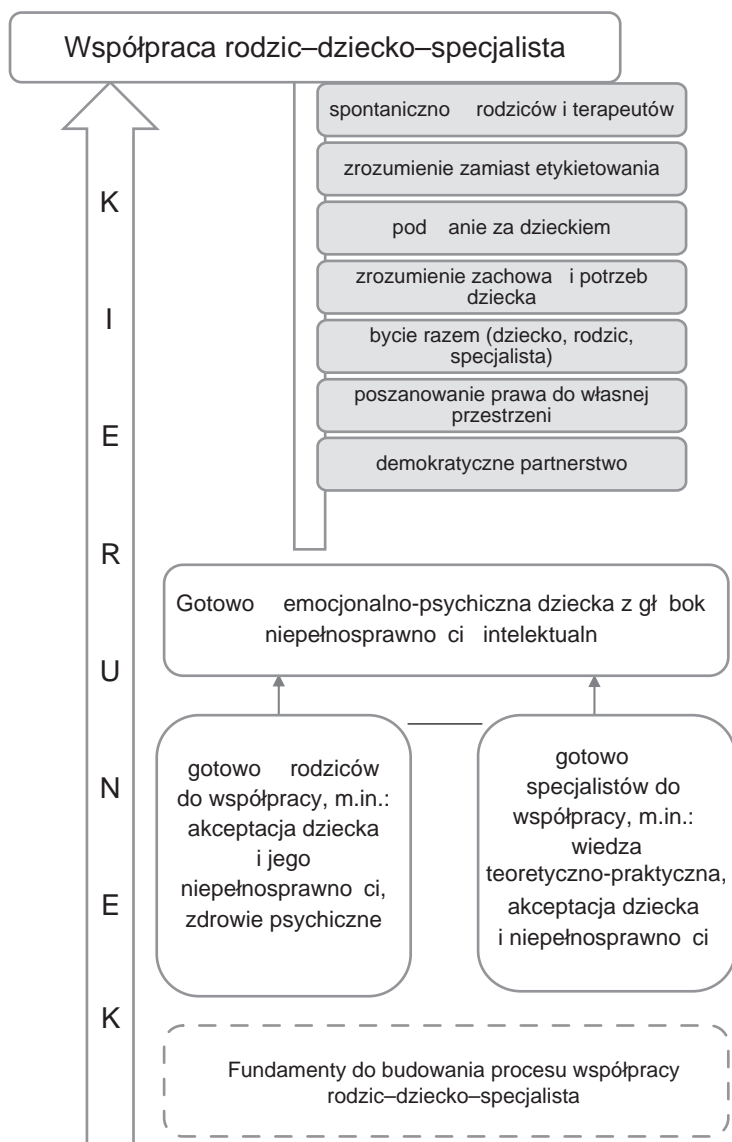 Współpraca rodzic–dziecko–specjalista
spontaniczno rodziców i terapeutów
zrozumienie zamiast etykietowania
pod anie za dzieckiem
zrozumienie zachowa i potrzeb
dziecka
bycie razem (dziecko, rodzic,
specjalista)
poszanowanie prawa do własnej
przestrzeni
demokratyczne partnerstwo
K
I
E
R
U
N
E
K
Gotowo emocjonalno-psychiczna dziecka z gł bok
niepełnosprawno ci intelektualn
gotowo rodziców
do współpracy, m.in.:
akceptacja dziecka
i jego
niepełnosprawno ci,
zdrowie psychiczne
gotowo
specjalistów do
współpracy, m.in.:
wiedza
teoretyczno-praktyczna,
akceptacja dziecka
i niepełnosprawno ci
Fundamenty do budowania procesu współpracy
rodzic–dziecko–specjalista